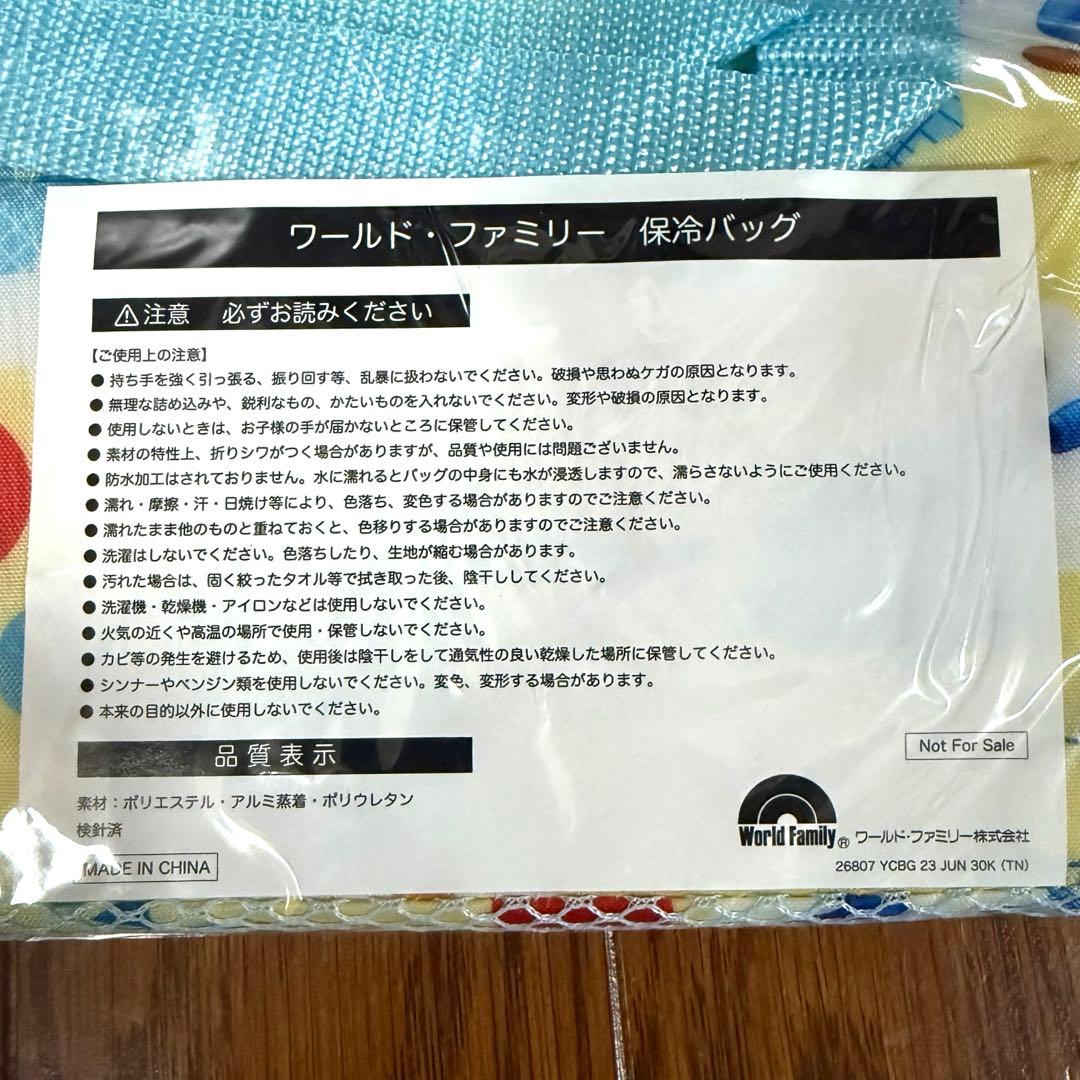 ワールド・ファミリー　保冷バッグ
⚠注意　必ずお読みください
【ご使用上の注意】
●持ち手を強く引っ張る、振り回す等、乱暴に扱わないでください。破損や思わぬケガの原因となります。
●無理な詰め込みや、鋭利なもの、かたいものを入れないでください。変形や破損の原因となります。
●使用しないときは、お子様の手が届かないところに保管してください。
●素材の特性上、折りシワがつく場合がありますが、品質や使用には問題ございません。
●防水加工はされておりません。水に濡れるとバッグの中身にも水が浸透しますので、濡らさないようにご使用ください。
●濡れ・摩擦・汗・日焼け等により、色落ち、変色する場合がありますのでご注意ください。
●濡れたまま他のものと重ねておくと、色移りする場合がありますのでご注意ください。
●洗濯はしないでください。色落ちしたり、生地が縮む場合があります。
●汚れた場合は、固く絞ったタオル等で拭き取った後、陰干ししてください。
●洗濯機・乾燥機・アイロンなどは使用しないでください。
●火気の近くや高温の場所で使用・保管しないでください。
●カビ等の発生を避けるため、使用後は陰干しをして通気性の良い乾燥した場所に保管してください。
●シンナーやベンジン類を使用しないでください。変色、変形する場合があります。
●本来の目的以外に使用しないでください。
品質表示
Not For Sale
素材：ポリエステル・アルミ蒸着・ポリウレタン
検針済
World Family® ワールド・ファミリー株式会社
MADE IN CHINA
26807 YCBG 23 JUN 30K (TN)